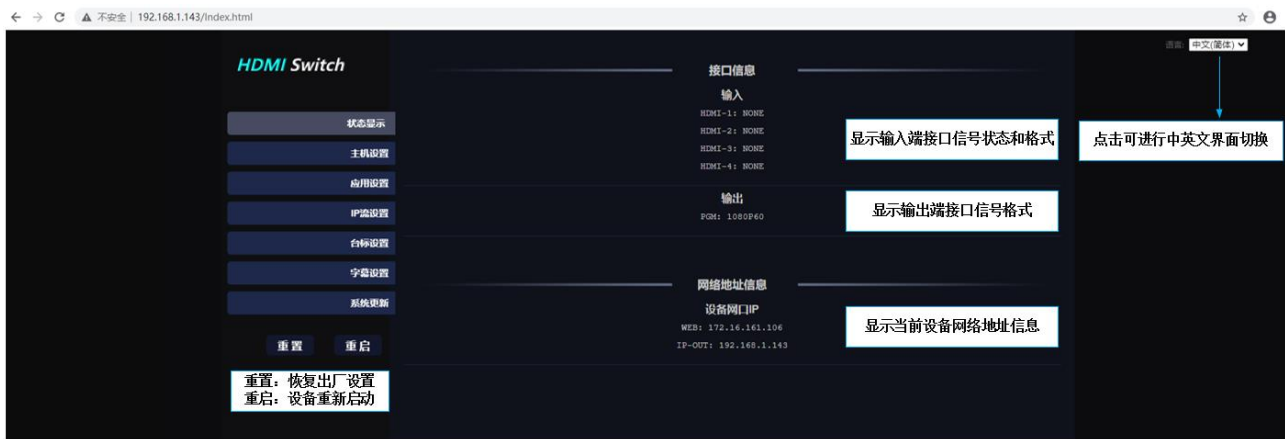 不安全 | 192.168.1.143/Index.html
语言: 中文(简体)
HDMI Switch
状态显示
主机设置
应用设置
IP流设置
台标设置
字幕设置
系统更新
重置 重启
重置：恢复出厂设置
重启：设备重新启动
接口信息
输入
HDMI-1: NONE
HDMI-2: NONE
HDMI-3: NONE
HDMI-4: NONE
显示输入端接口信号状态和格式
输出
PGM: 1080P60
显示输出端接口信号格式
网络地址信息
设备网口IP
WEB: 172.16.161.106
IP-OUT: 192.168.1.143
显示当前设备网络地址信息
点击可进行中英文界面切换